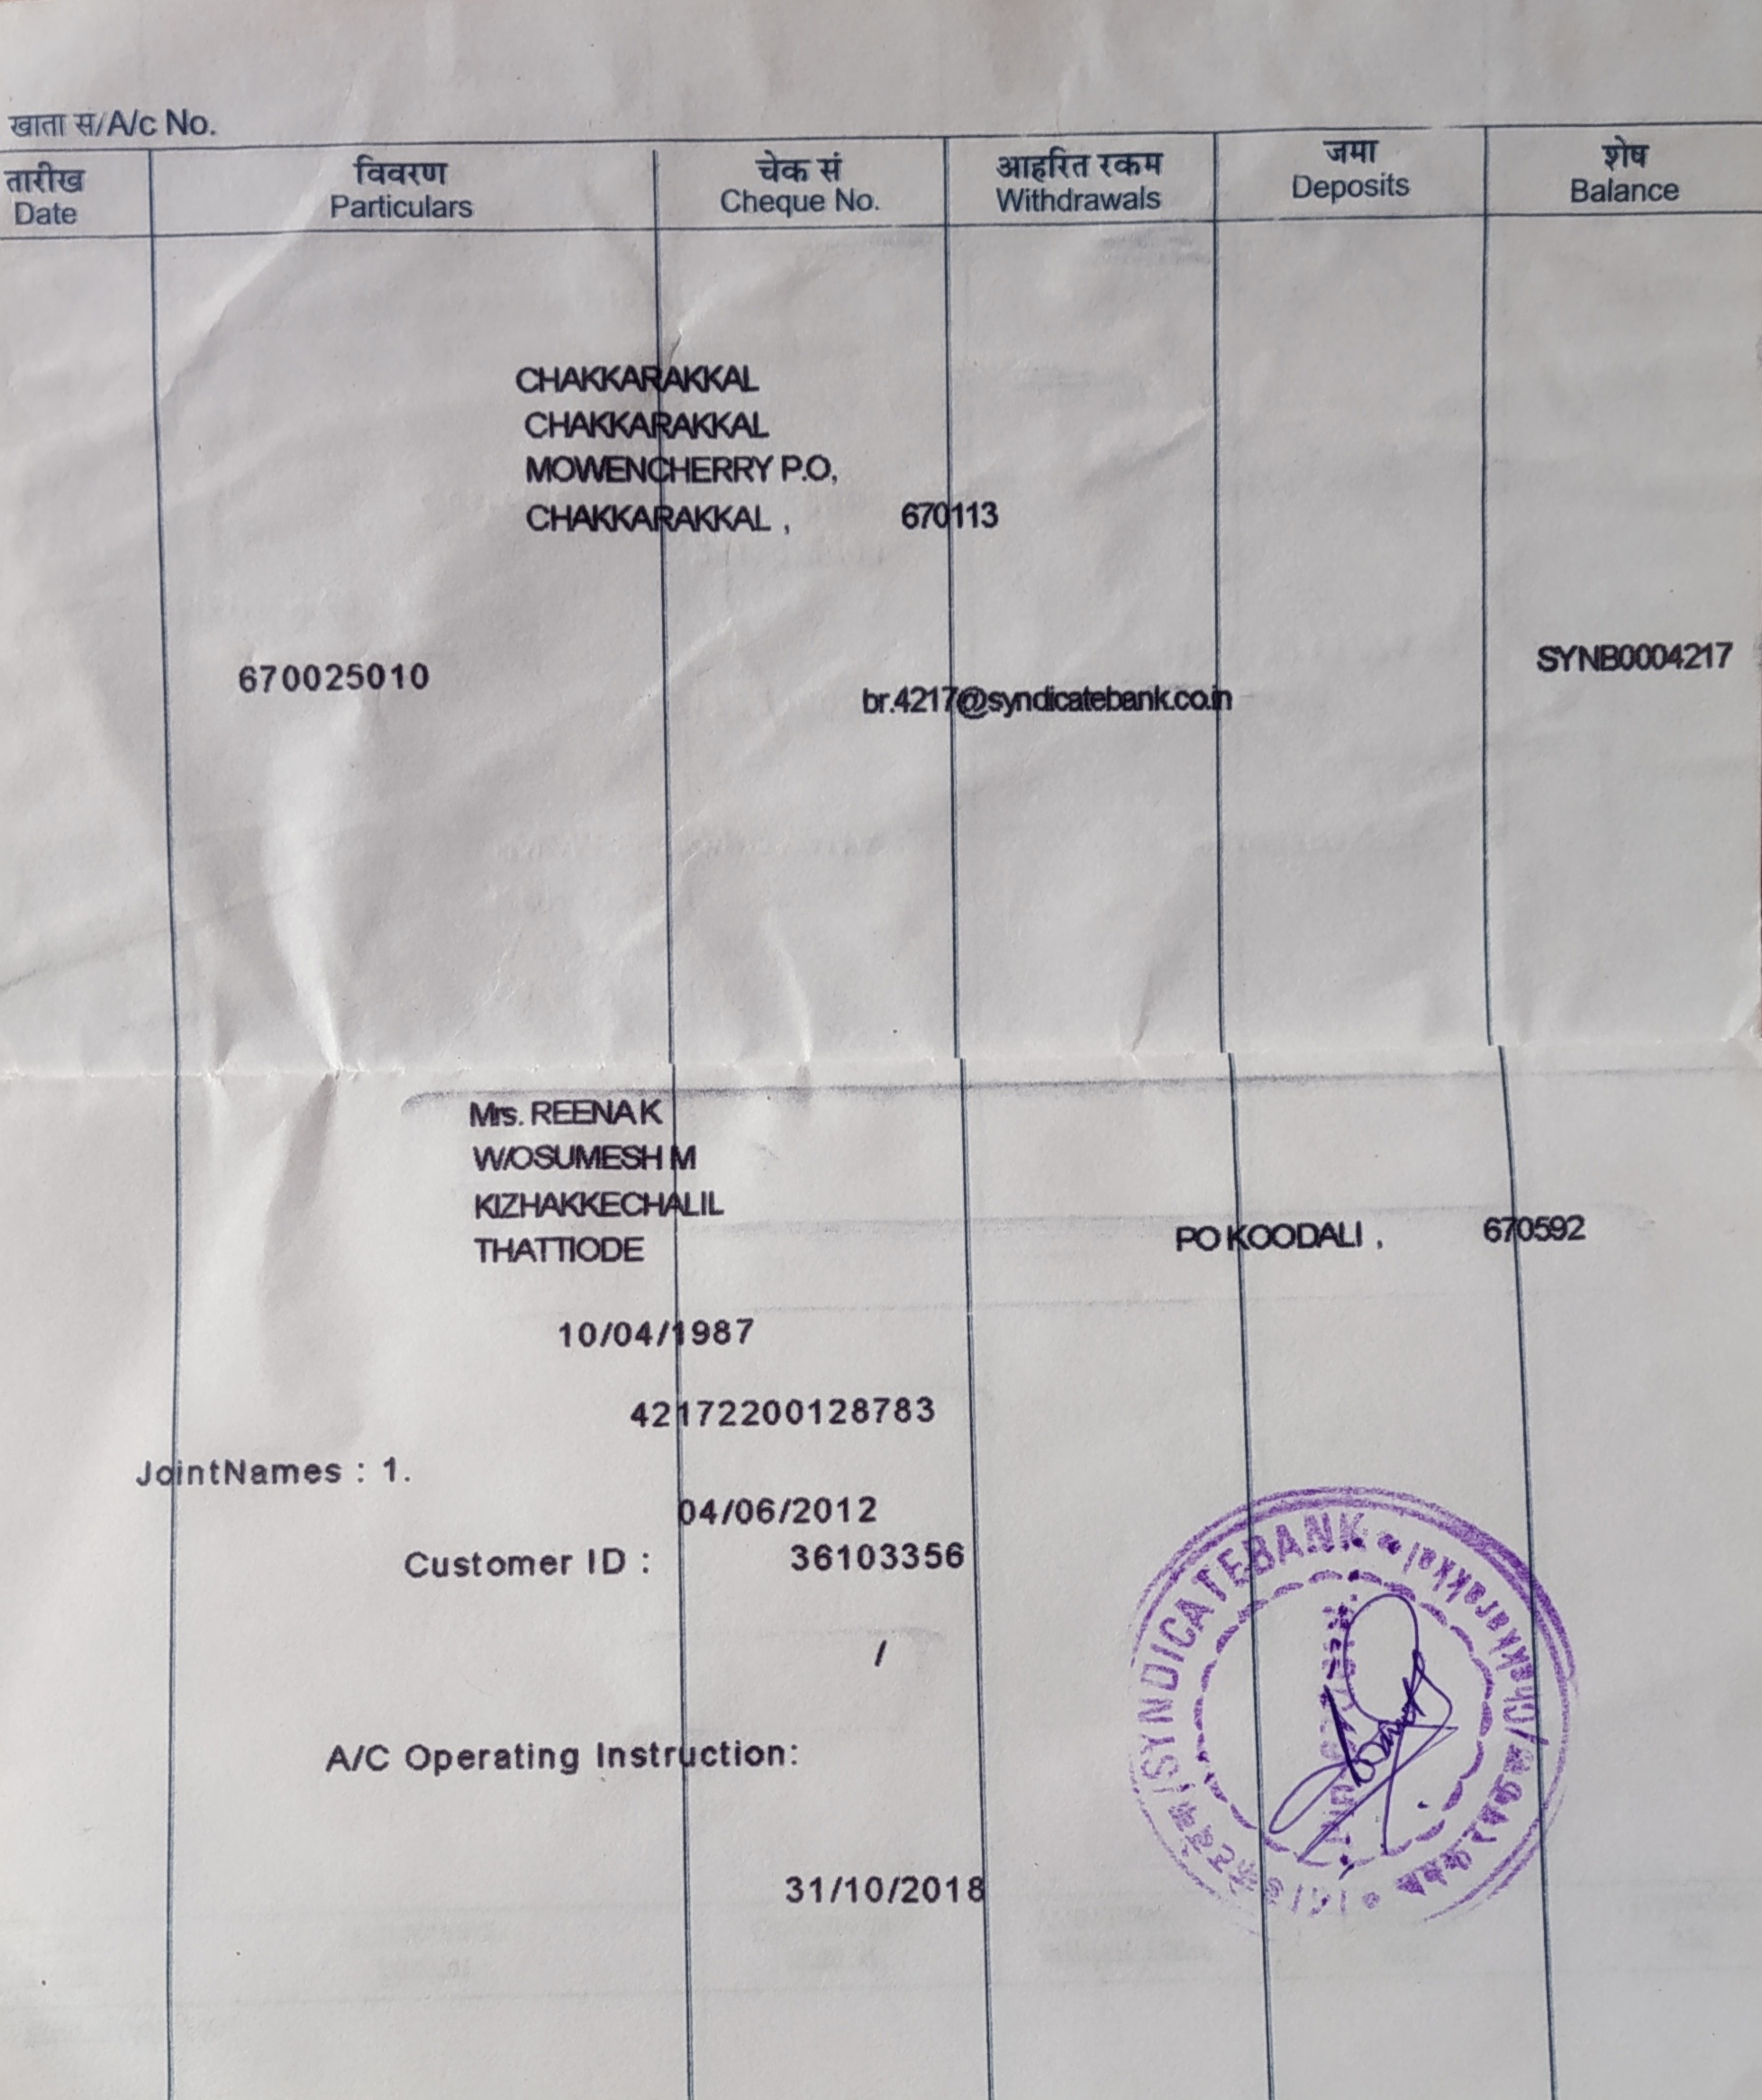 खाता स/A/c No.
तारीख विवरण चेक सं आहरित रकम जमा शेष
Date Particulars Cheque No. Withdrawals Deposits Balance
CHAKKARAKKAL
CHAKKARAKKAL
MOWENCHERRY P.O,
CHAKKARAKKAL , 670113
670025010 SYNB0004217
br.4217@syndicatebank.co.in
Mrs. REENA K
W/OSUMESH M
KIZHAKKECHALIL
THATTIODE PO KOODALI , 670592
10/04/1987
42172200128783
JointNames : 1.
04/06/2012
Customer ID : 36103356
/
A/C Operating Instruction:
31/10/2018
SYNDICATEBANK
Chakkarakkal